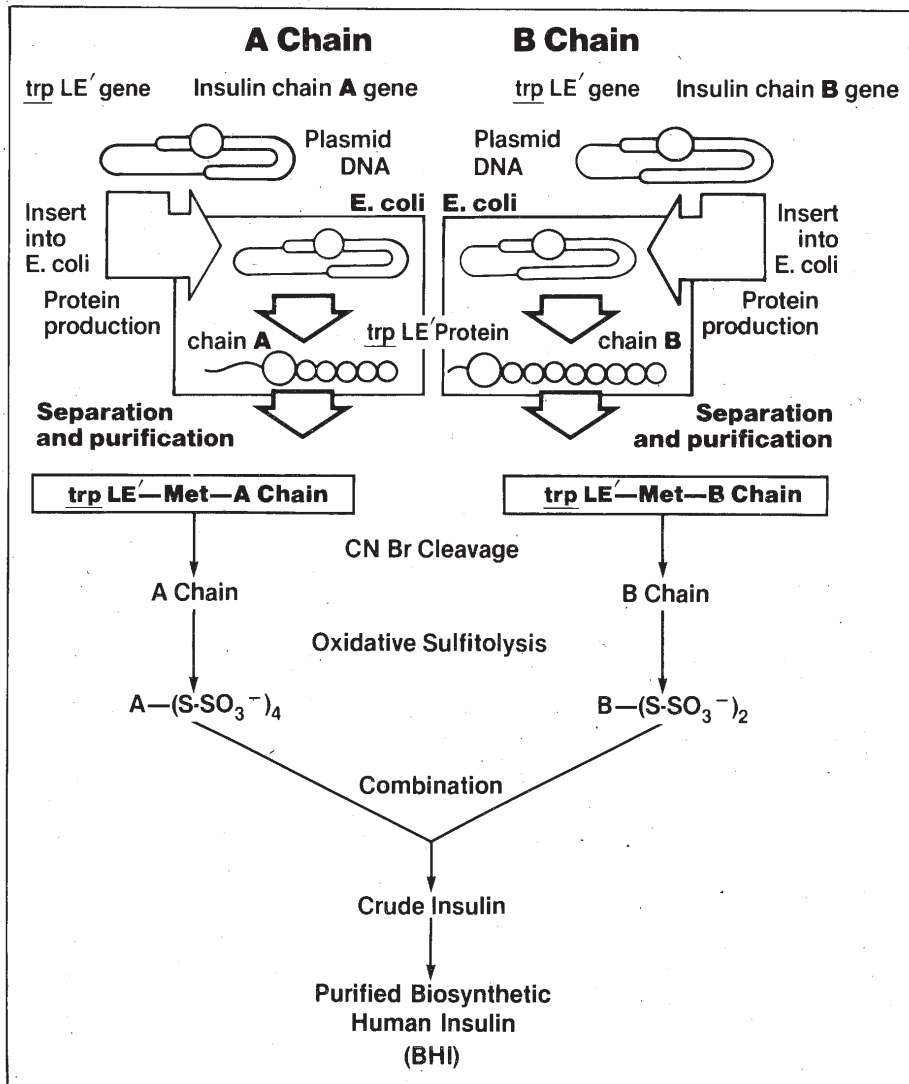 A Chain
B Chain
trp LE′ gene
Insulin chain A gene
trp LE′ gene
Insulin chain B gene
Plasmid
DNA
Plasmid
DNA
E. coli
E. coli
Insert
into
E. coli
Insert
into
E. coli
Protein
production
Protein
production
chain A
trp LE′ Protein
chain B
Separation
and purification
Separation
and purification
trp LE′—Met—A Chain
trp LE′—Met—B Chain
CN Br Cleavage
A Chain
B Chain
Oxidative Sulfitolysis
A—(S-SO₃⁻)₄
B—(S-SO₃⁻)₂
Combination
Crude Insulin
Purified Biosynthetic
Human Insulin
(BHI)